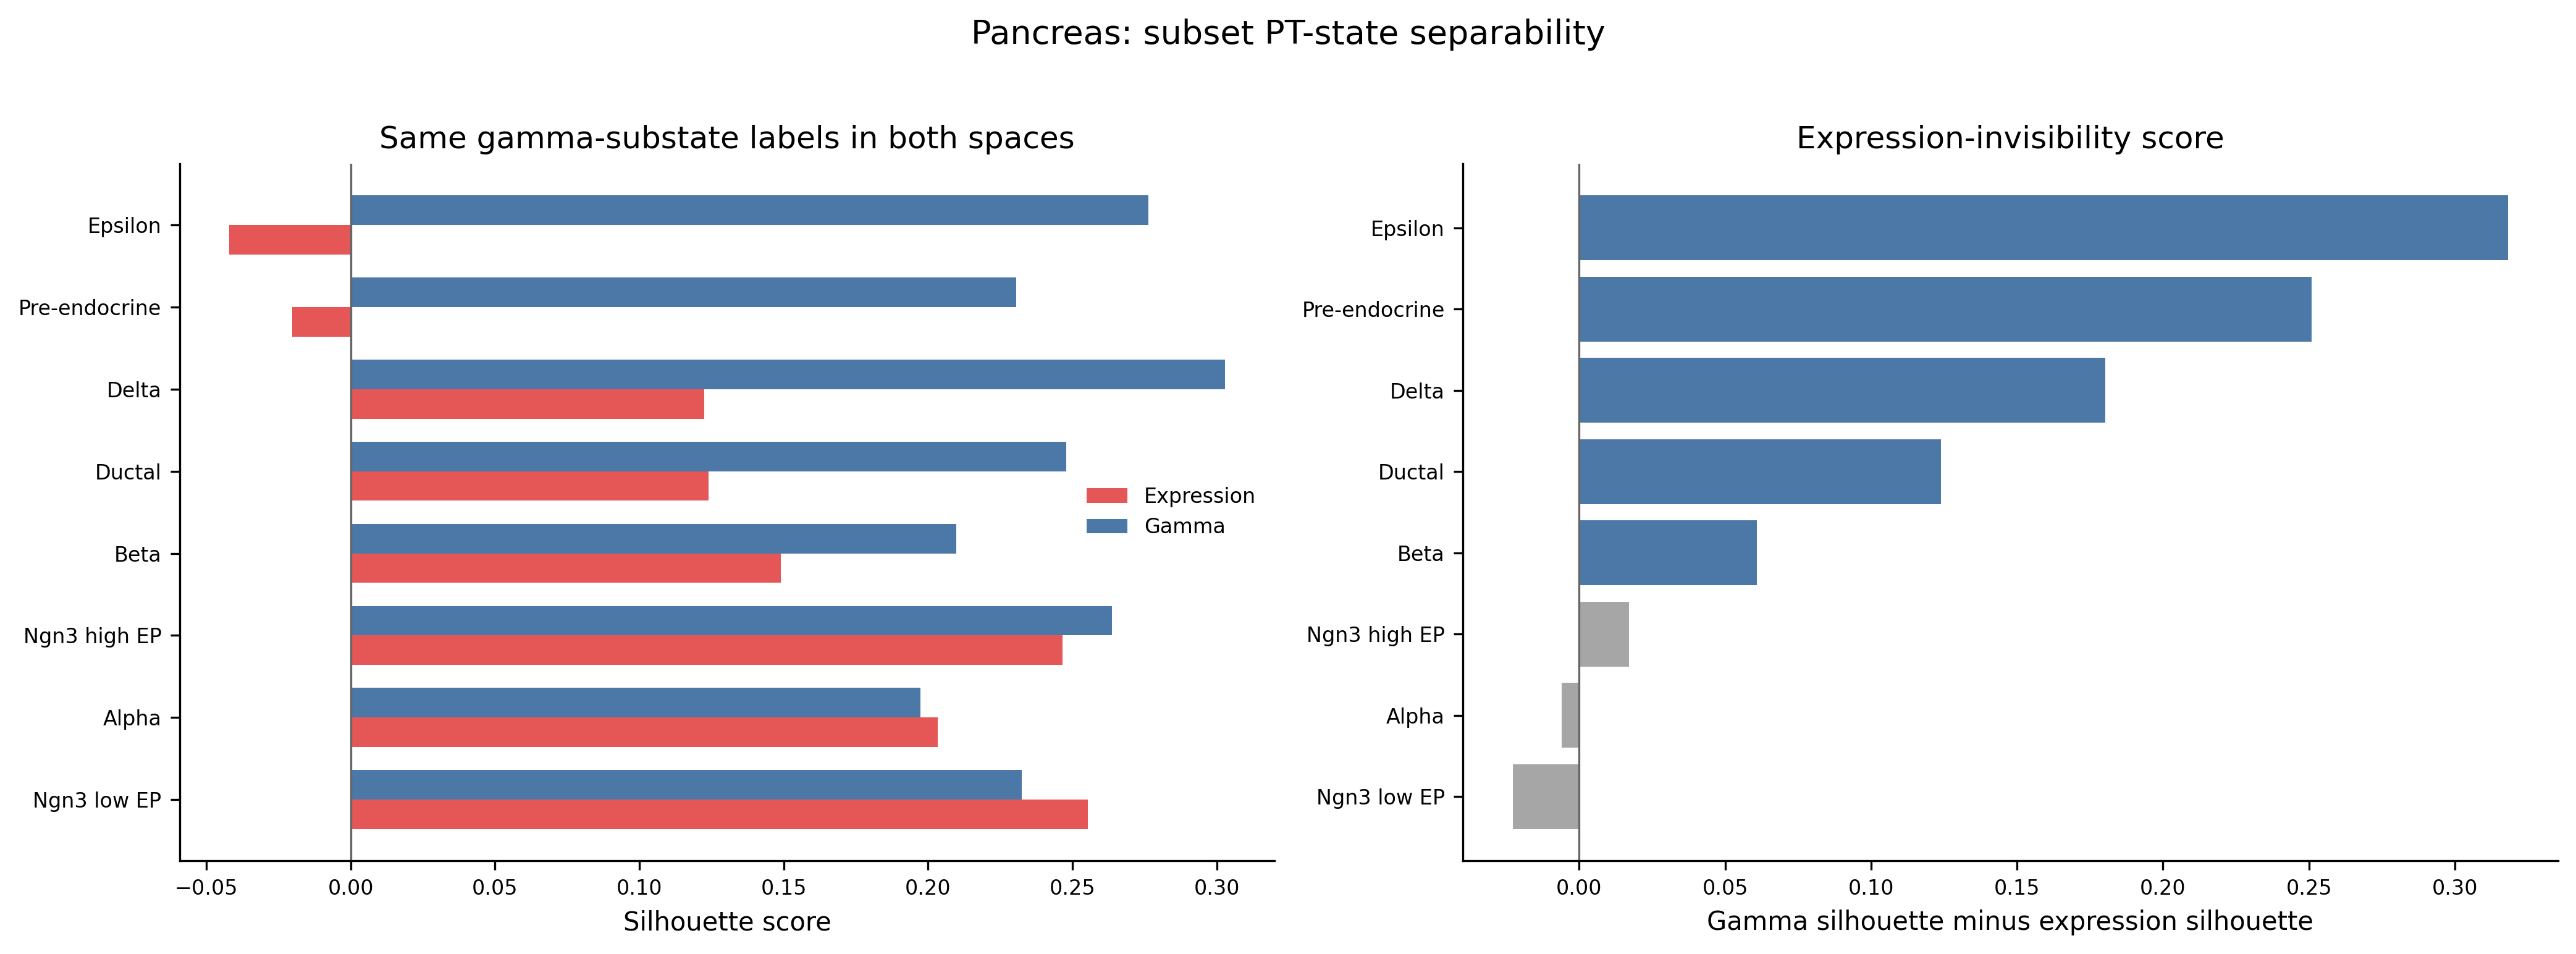 Pancreas: subset PT-state separability
Same gamma-substate labels in both spaces
Epsilon
Pre-endocrine
Delta
Ductal
Beta
Ngn3 high EP
Alpha
Ngn3 low EP
Expression
Gamma
−0.05 0.00 0.05 0.10 0.15 0.20 0.25 0.30
Silhouette score
Expression-invisibility score
Epsilon
Pre-endocrine
Delta
Ductal
Beta
Ngn3 high EP
Alpha
Ngn3 low EP
0.00 0.05 0.10 0.15 0.20 0.25 0.30
Gamma silhouette minus expression silhouette